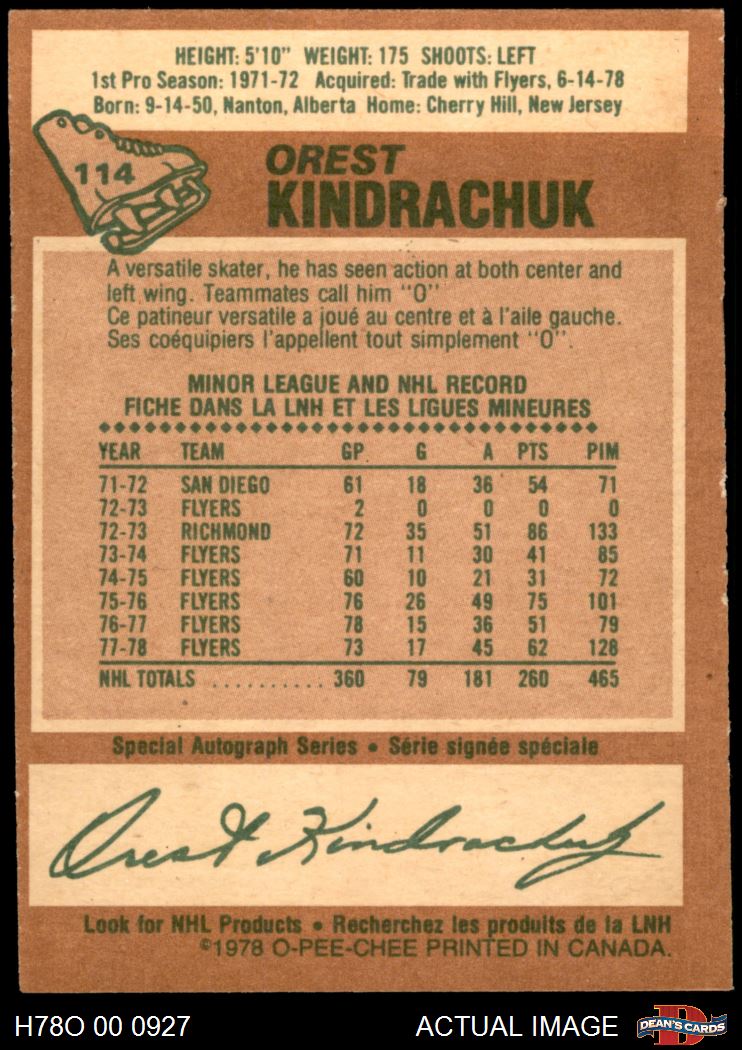 HEIGHT: 5'10" WEIGHT: 175 SHOOTS: LEFT
1st Pro Season: 1971-72 Acquired: Trade with Flyers, 6-14-78
Born: 9-14-50, Nanton, Alberta Home: Cherry Hill, New Jersey
114
OREST
KINDRACHUK
A versatile skater, he has seen action at both center and
left wing. Teammates call him "O"
Ce patineur versatile a joué au centre et à l'aile gauche.
Ses coéquipiers l'appellent tout simplement "O".
MINOR LEAGUE AND NHL RECORD
FICHE DANS LA LNH ET LES LIGUES MINEURES
YEAR TEAM GP G A PTS PIM
71-72 SAN DIEGO 61 18 36 54 71
72-73 FLYERS 2 0 0 0 0
72-73 RICHMOND 72 35 51 86 133
73-74 FLYERS 71 11 30 41 85
74-75 FLYERS 60 10 21 31 72
75-76 FLYERS 76 26 49 75 101
76-77 FLYERS 78 15 36 51 79
77-78 FLYERS 73 17 45 62 128
NHL TOTALS .......... 360 79 181 260 465
Special Autograph Series • Série signée spéciale
Orest Kindrachuk
Look for NHL Products • Recherchez les produits de la LNH
©1978 O-PEE-CHEE PRINTED IN CANADA.
H78O 00 0927 ACTUAL IMAGE D DEAN'S CARDS